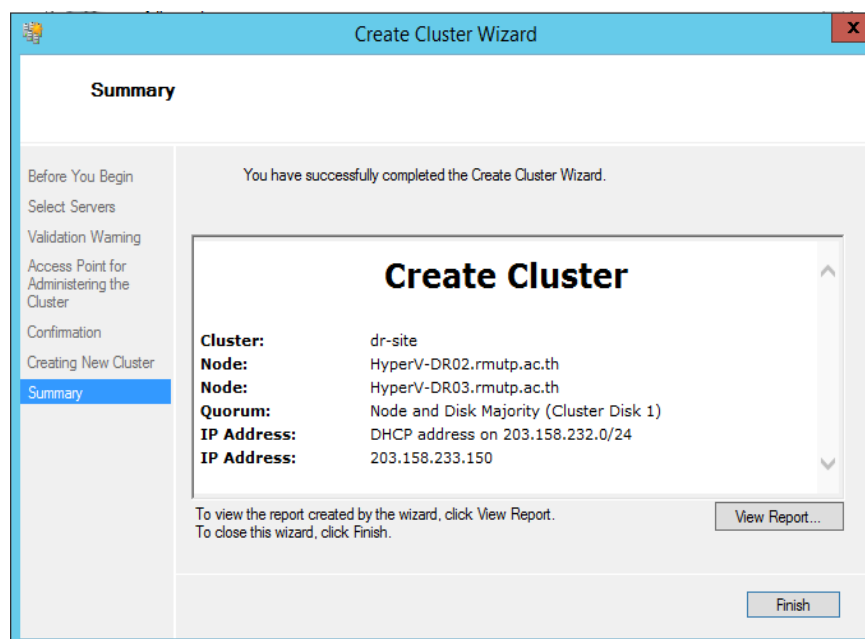 Create Cluster Wizard
X
Summary
Before You Begin
Select Servers
Validation Warning
Access Point for
Administering the
Cluster
Confirmation
Creating New Cluster
Summary
You have successfully completed the Create Cluster Wizard.
Create Cluster
Cluster: dr-site
Node: HyperV-DR02.rmutp.ac.th
Node: HyperV-DR03.rmutp.ac.th
Quorum: Node and Disk Majority (Cluster Disk 1)
IP Address: DHCP address on 203.158.232.0/24
IP Address: 203.158.233.150
To view the report created by the wizard, click View Report.
To close this wizard, click Finish.
View Report...
Finish